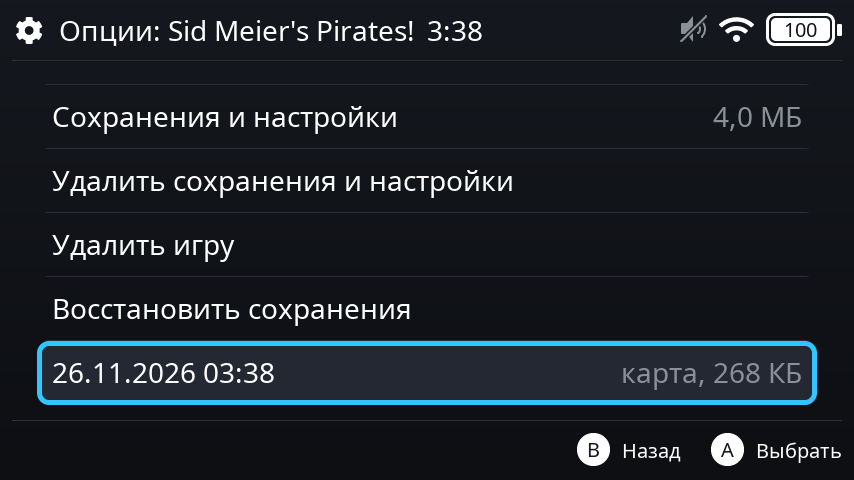 Опции: Sid Meier's Pirates! 3:38
100
Сохранения и настройки 4,0 МБ
Удалить сохранения и настройки
Удалить игру
Восстановить сохранения
26.11.2026 03:38 карта, 268 КБ
B Назад A Выбрать